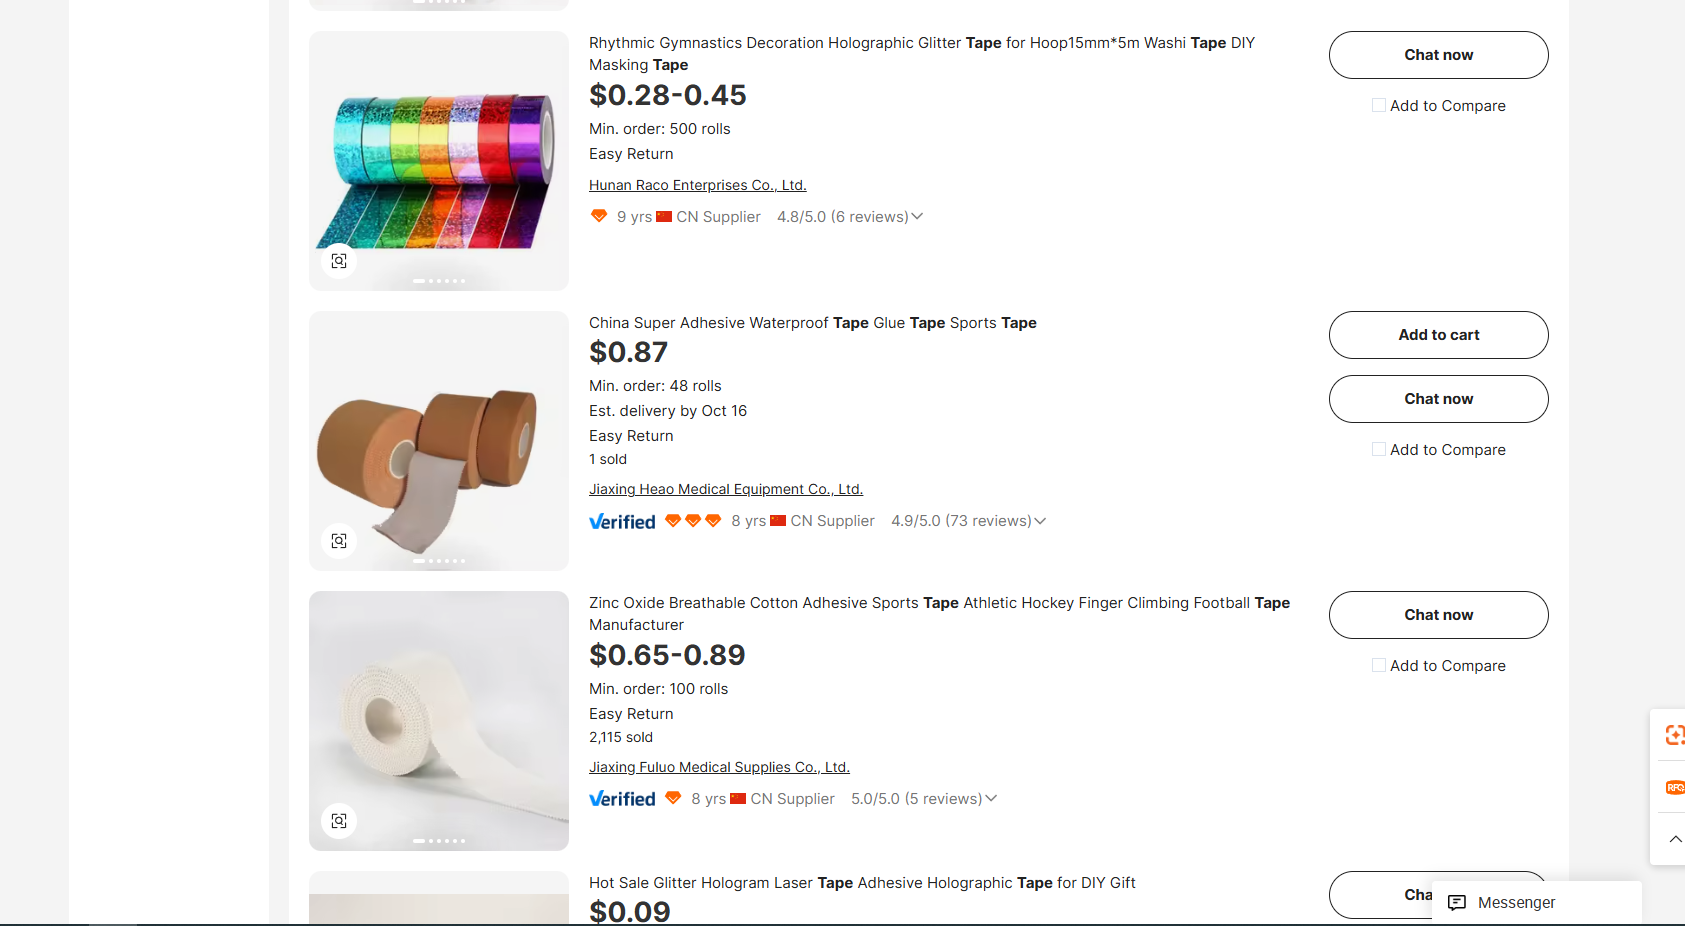 Rhythmic Gymnastics Decoration Holographic Glitter Tape for Hoop15mm*5m Washi Tape DIY
Masking Tape
$0.28-0.45
Min. order: 500 rolls
Easy Return
Hunan Raco Enterprises Co., Ltd.
9 yrs CN Supplier 4.8/5.0 (6 reviews)
Chat now
Add to Compare
China Super Adhesive Waterproof Tape Glue Tape Sports Tape
$0.87
Min. order: 48 rolls
Est. delivery by Oct 16
Easy Return
1 sold
Jiaxing Heao Medical Equipment Co., Ltd.
Verified 8 yrs CN Supplier 4.9/5.0 (73 reviews)
Add to cart
Chat now
Add to Compare
Zinc Oxide Breathable Cotton Adhesive Sports Tape Athletic Hockey Finger Climbing Football Tape
Manufacturer
$0.65-0.89
Min. order: 100 rolls
Easy Return
2,115 sold
Jiaxing Fuluo Medical Supplies Co., Ltd.
Verified 8 yrs CN Supplier 5.0/5.0 (5 reviews)
Chat now
Add to Compare
RFQ
Hot Sale Glitter Hologram Laser Tape Adhesive Holographic Tape for DIY Gift
$0.09
Cha
Messenger